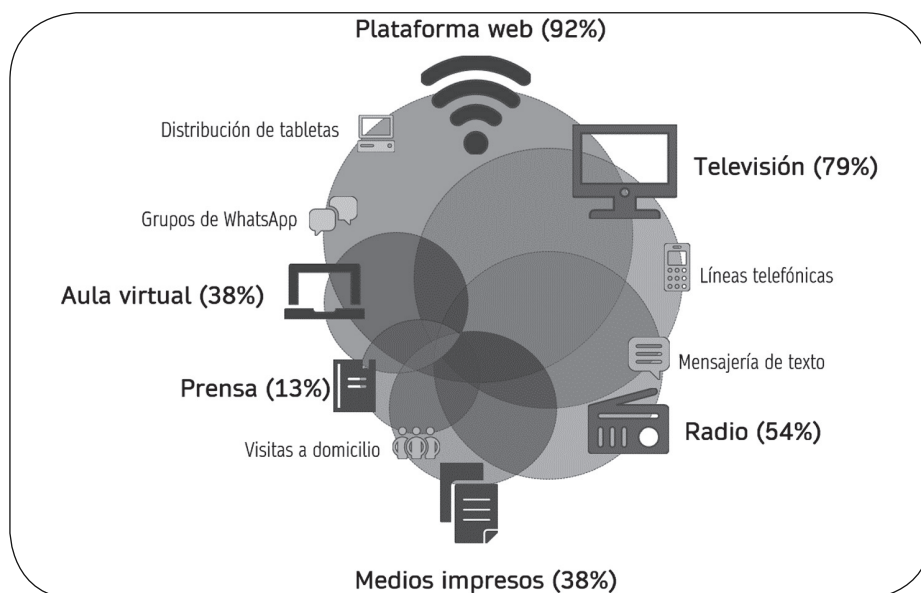 Plataforma web (92%)
Distribución de tabletas
Televisión (79%)
Grupos de WhatsApp
Líneas telefónicas
Aula virtual (38%)
Mensajería de texto
Prensa (13%)
Radio (54%)
Visitas a domicilio
Medios impresos (38%)